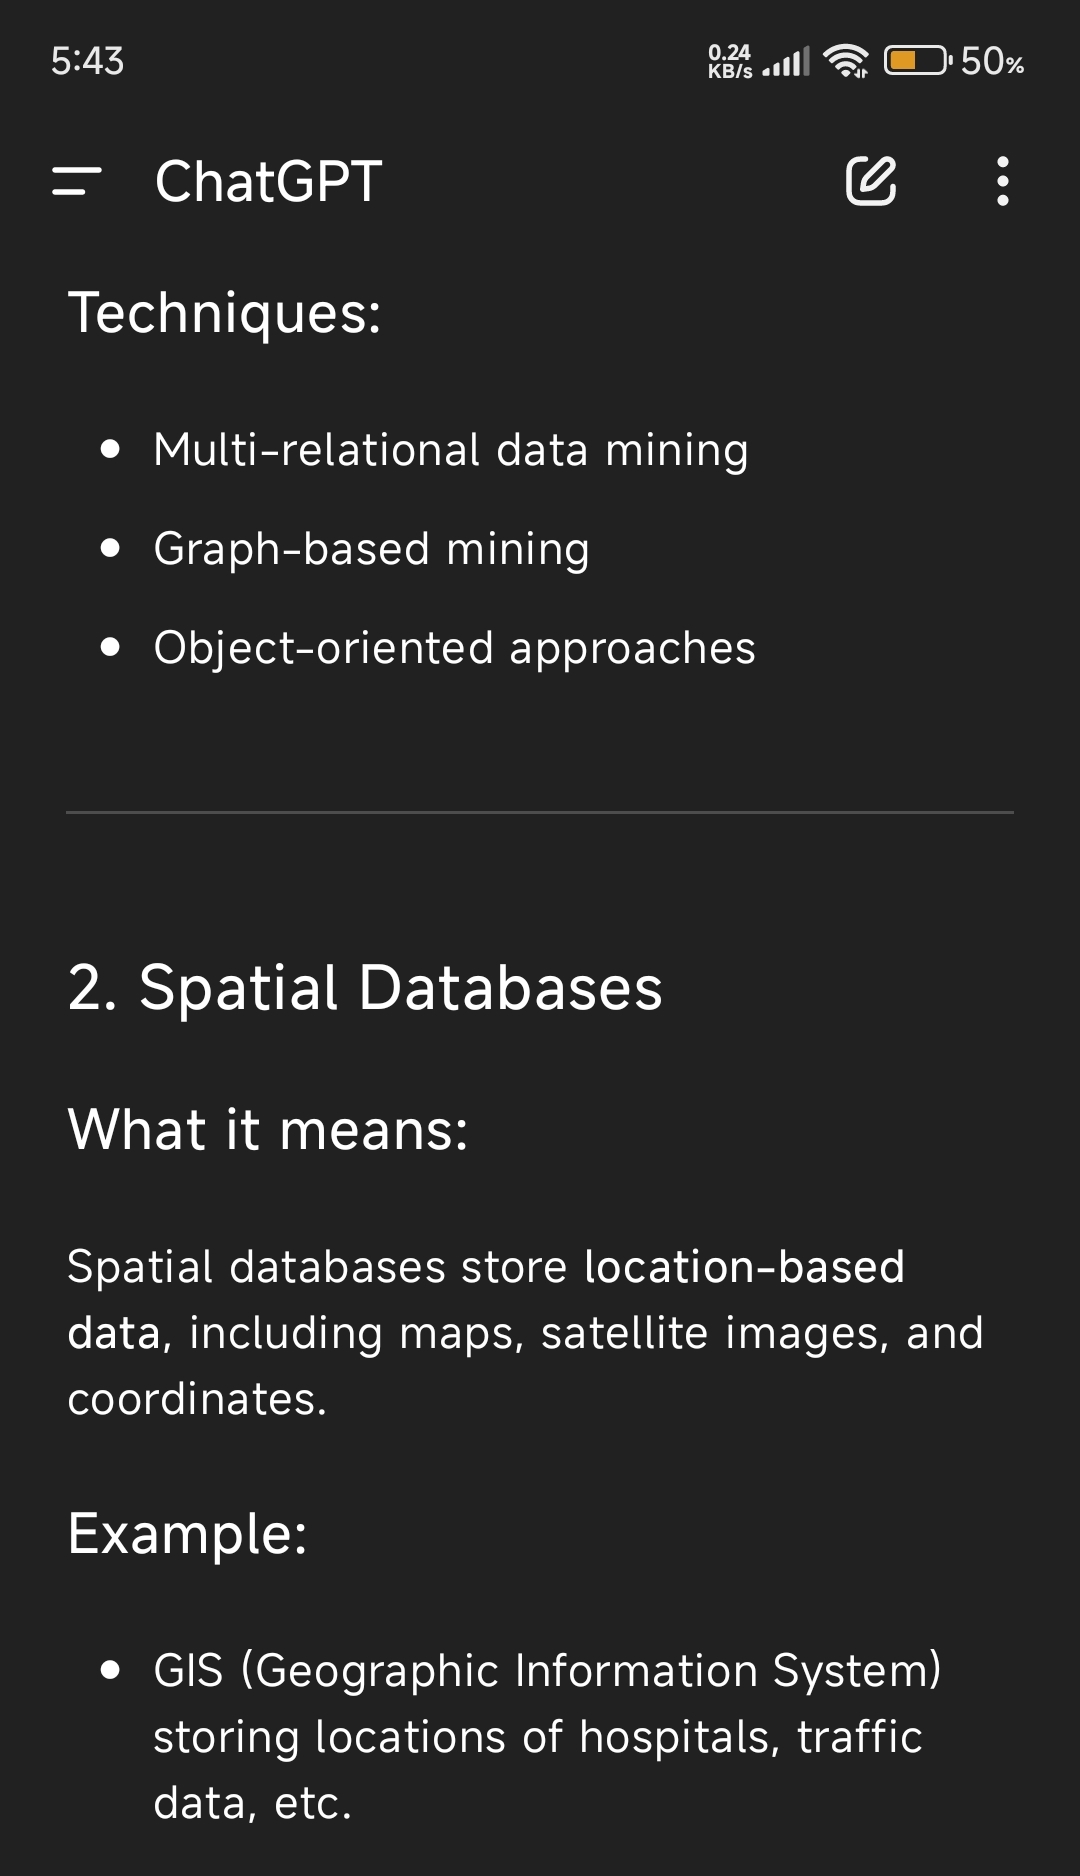 5:43
0.24
KB/s
50%
ChatGPT
Techniques:
• Multi-relational data mining
• Graph-based mining
• Object-oriented approaches
2. Spatial Databases
What it means:
Spatial databases store location-based
data, including maps, satellite images, and
coordinates.
Example:
• GIS (Geographic Information System)
storing locations of hospitals, traffic
data, etc.